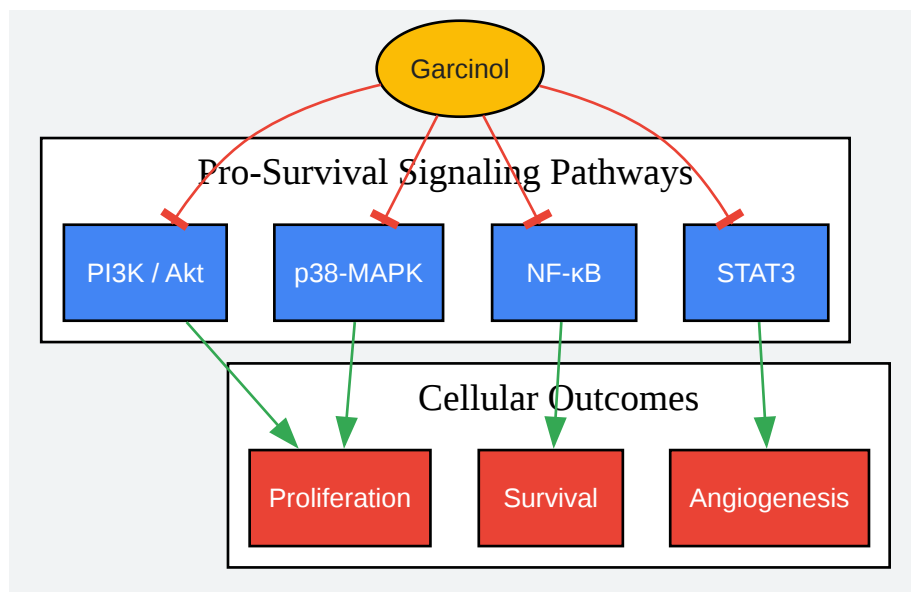 Garcinol
Pro-Survival Signaling Pathways
PI3K / Akt
p38-MAPK
NF-κB
STAT3
Cellular Outcomes
Proliferation
Survival
Angiogenesis